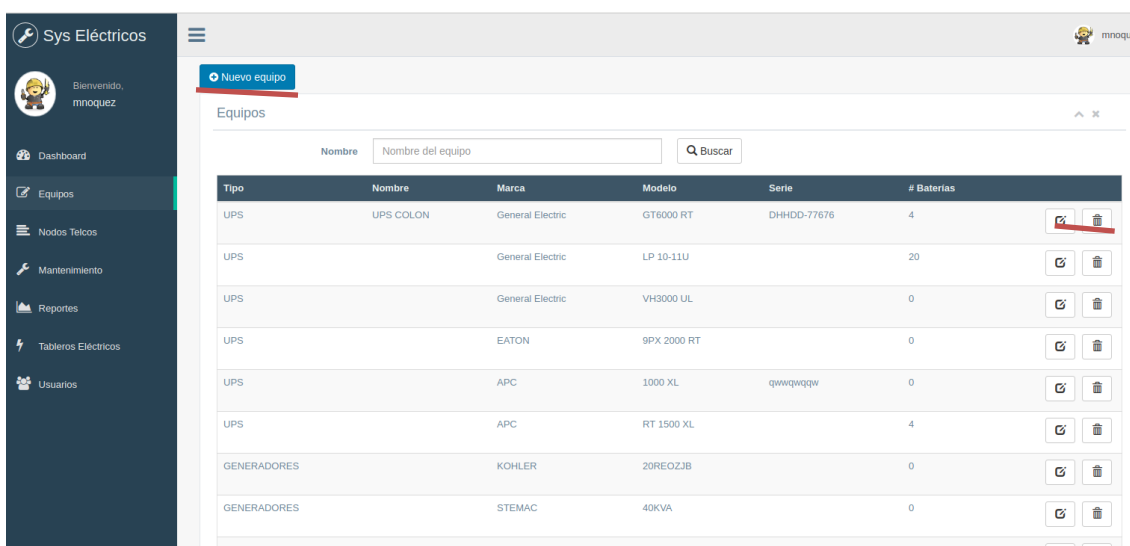 Sys Eléctricos
mnoqu
Bienvenido,
mnoquez
Nuevo equipo
Equipos
Nombre Nombre del equipo Buscar
Dashboard
Equipos
Nodos Telcos
Mantenimiento
Reportes
Tableros Eléctricos
Usuarios
Tipo Nombre Marca Modelo Serie # Baterías
UPS UPS COLON General Electric GT6000 RT DHHDD-77676 4
UPS General Electric LP 10-11U 20
UPS General Electric VH3000 UL 0
UPS EATON 9PX 2000 RT 0
UPS APC 1000 XL qwwqwqqw 0
UPS APC RT 1500 XL 4
GENERADORES KOHLER 20REOZJB 0
GENERADORES STEMAC 40KVA 0